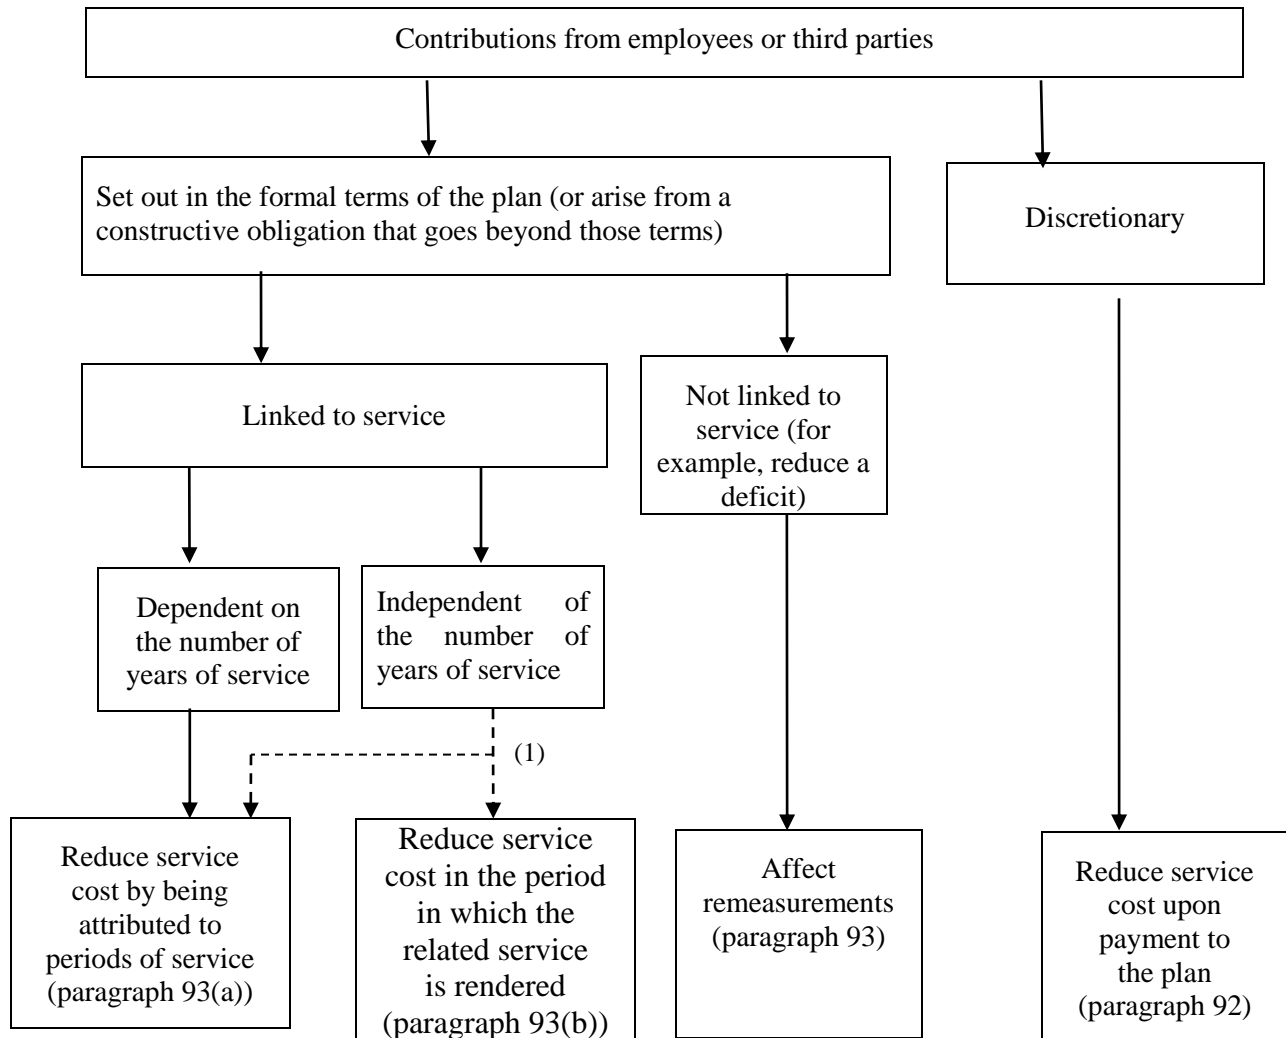 Contributions from employees or third parties
Set out in the formal terms of the plan (or arise from a
constructive obligation that goes beyond those terms)
Discretionary
Linked to service
Not linked to
service (for
example, reduce a
deficit)
Dependent on
the number of
years of service
Independent of
the number of
years of service
(1)
Reduce service
cost by being
attributed to
periods of service
(paragraph 93(a))
Reduce service
cost in the period
in which the
related service
is rendered
(paragraph 93(b))
Affect
remeasurements
(paragraph 93)
Reduce service
cost upon
payment to
the plan
(paragraph 92)